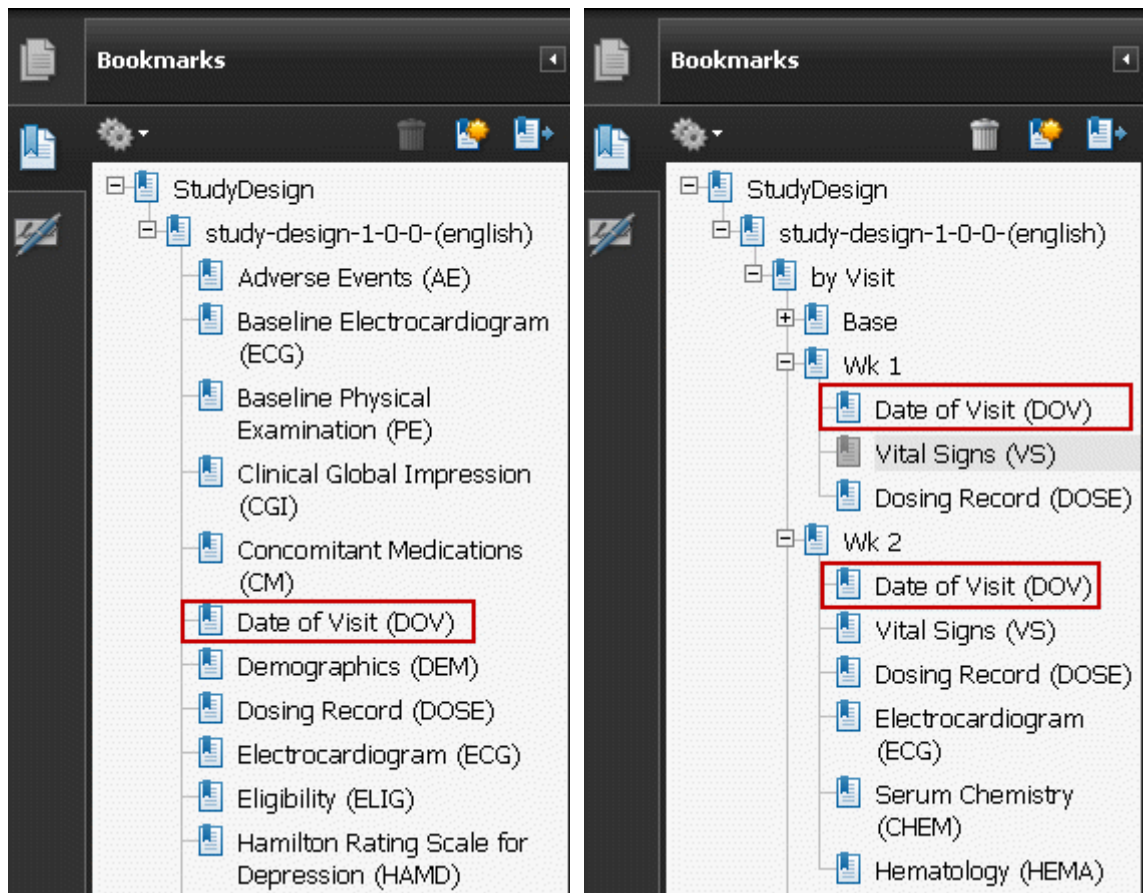 Bookmarks
StudyDesign
study-design-1-0-0-(english)
Adverse Events (AE)
Baseline Electrocardiogram
(ECG)
Baseline Physical
Examination (PE)
Clinical Global Impression
(CGI)
Concomitant Medications
(CM)
Date of Visit (DOV)
Demographics (DEM)
Dosing Record (DOSE)
Electrocardiogram (ECG)
Eligibility (ELIG)
Hamilton Rating Scale for
Depression (HAMD)
Bookmarks
StudyDesign
study-design-1-0-0-(english)
by Visit
Base
Wk 1
Date of Visit (DOV)
Vital Signs (VS)
Dosing Record (DOSE)
Wk 2
Date of Visit (DOV)
Vital Signs (VS)
Dosing Record (DOSE)
Electrocardiogram
(ECG)
Serum Chemistry
(CHEM)
Hematology (HEMA)